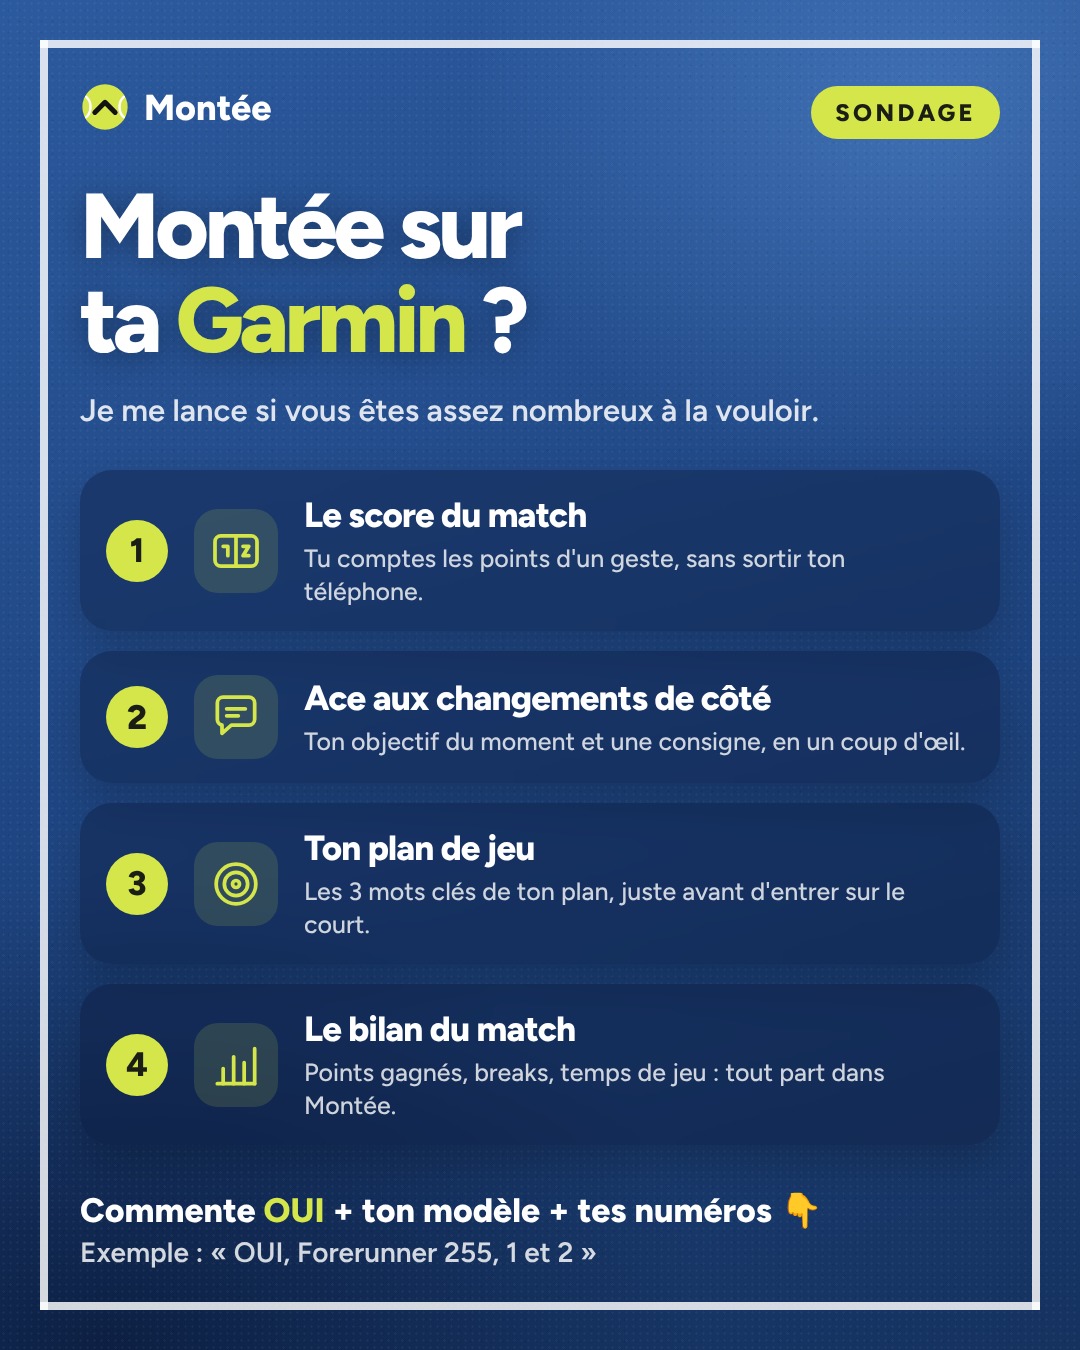 Montée
SONDAGE
Montée sur
ta Garmin ?
Je me lance si vous êtes assez nombreux à la vouloir.
1
Le score du match
Tu comptes les points d'un geste, sans sortir ton
téléphone.
2
Ace aux changements de côté
Ton objectif du moment et une consigne, en un coup d'œil.
3
Ton plan de jeu
Les 3 mots clés de ton plan, juste avant d'entrer sur le
court.
4
Le bilan du match
Points gagnés, breaks, temps de jeu : tout part dans
Montée.
Commente OUI + ton modèle + tes numéros 👇
Exemple : « OUI, Forerunner 255, 1 et 2 »